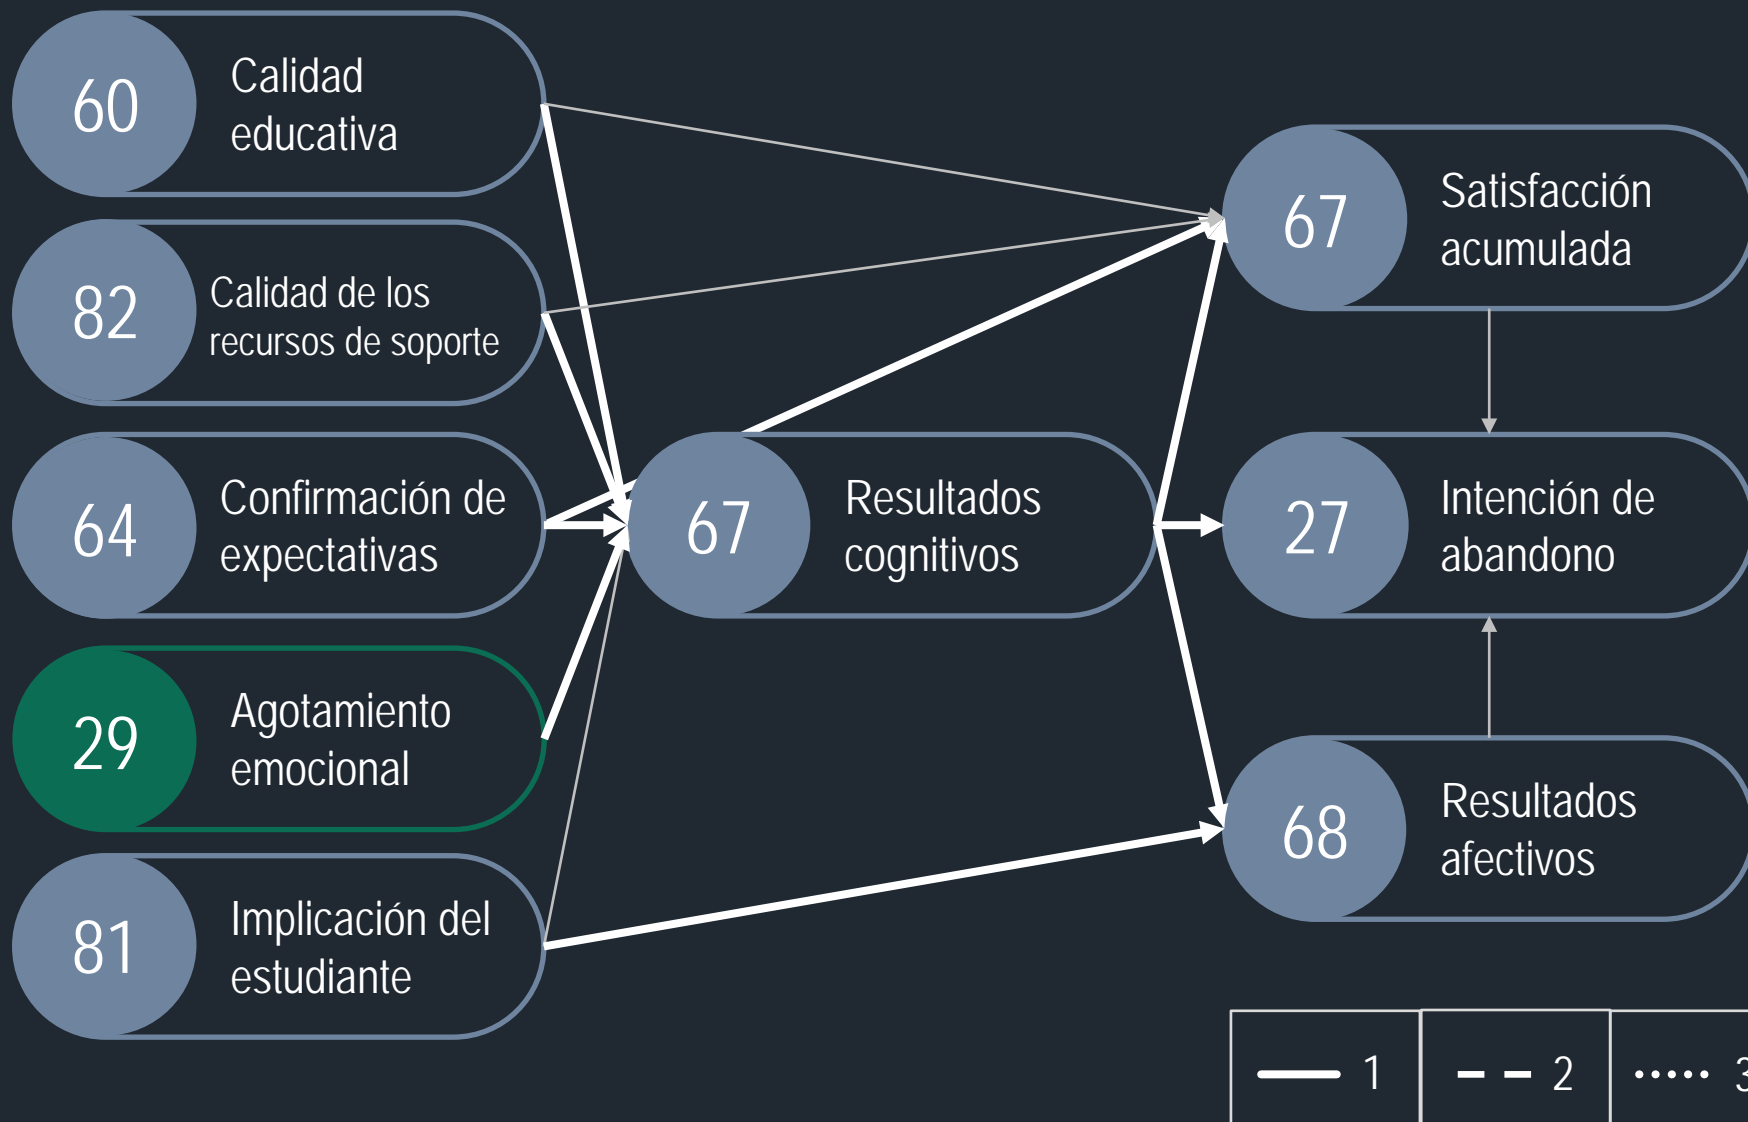 60
Calidad
educativa
82
Calidad de los
recursos de soporte
64
Confirmación de
expectativas
29
Agotamiento
emocional
81
Implicación del
estudiante
67
Resultados
cognitivos
67
Satisfacción
acumulada
27
Intención de
abandono
68
Resultados
afectivos
1
2
3